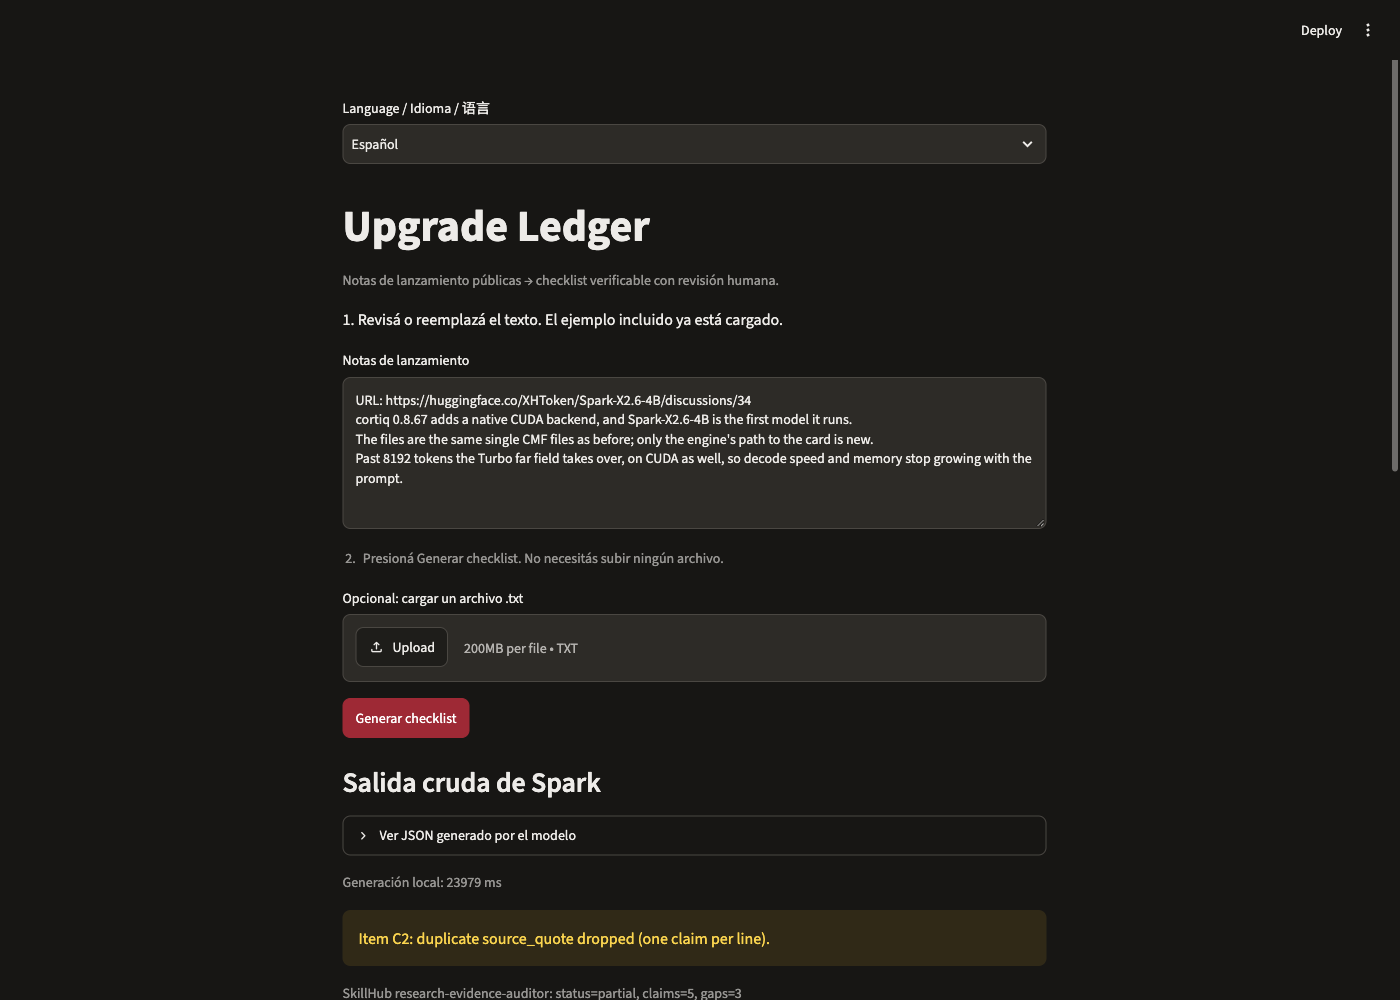 Deploy
Language / Idioma / 语言
Español
Upgrade Ledger
Notas de lanzamiento públicas → checklist verificable con revisión humana.
1. Revisá o reemplazá el texto. El ejemplo incluido ya está cargado.
Notas de lanzamiento
URL: https://huggingface.co/XHToken/Spark-X2.6-4B/discussions/34
cortiq 0.8.67 adds a native CUDA backend, and Spark-X2.6-4B is the first model it runs.
The files are the same single CMF files as before; only the engine's path to the card is new.
Past 8192 tokens the Turbo far field takes over, on CUDA as well, so decode speed and memory stop growing with the
prompt.
2. Presioná Generar checklist. No necesitás subir ningún archivo.
Opcional: cargar un archivo .txt
Upload 200MB per file • TXT
Generar checklist
Salida cruda de Spark
Ver JSON generado por el modelo
Generación local: 23979 ms
Item C2: duplicate source_quote dropped (one claim per line).
SkillHub research-evidence-auditor: status=partial, claims=5, gaps=3